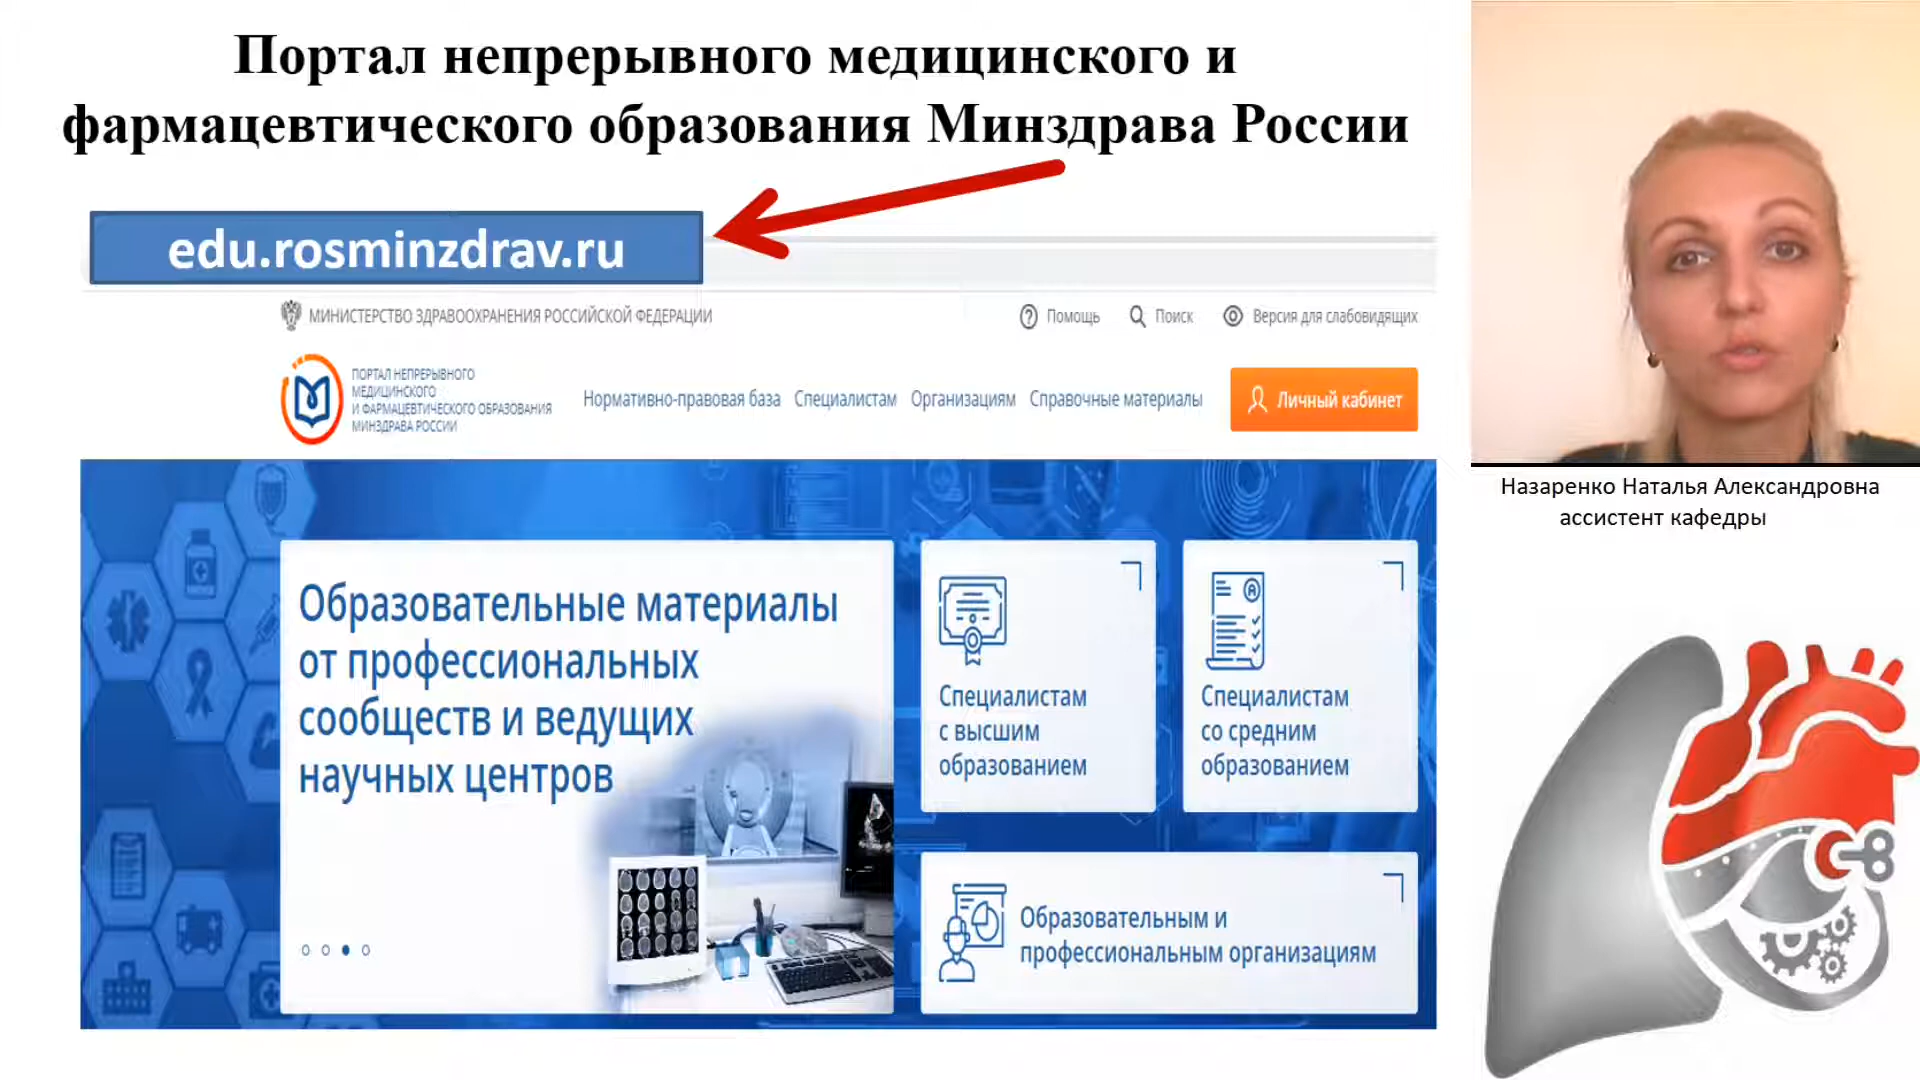 Портал непрерывного медицинского и
фармацевтического образования Минздрава России
edu.rosminzdrav.ru
МИНИСТЕРСТВО ЗДРАВООХРАНЕНИЯ РОССИЙСКОЙ ФЕДЕРАЦИИ
Помощь
Поиск
Версия для слабовидящих
ПОРТАЛ НЕПРЕРЫВНОГО
МЕДИЦИНСКОГО
И ФАРМАЦЕВТИЧЕСКОГО ОБРАЗОВАНИЯ
МИНЗДРАВА РОССИИ
Нормативно-правовая база
Специалистам
Организациям
Справочные материалы
Личный кабинет
Образовательные материалы
от профессиональных
сообществ и ведущих
научных центров
Специалистам
с высшим
образованием
Специалистам
со средним
образованием
Образовательным и
профессиональным организациям
Назаренко Наталья Александровна
ассистент кафедры